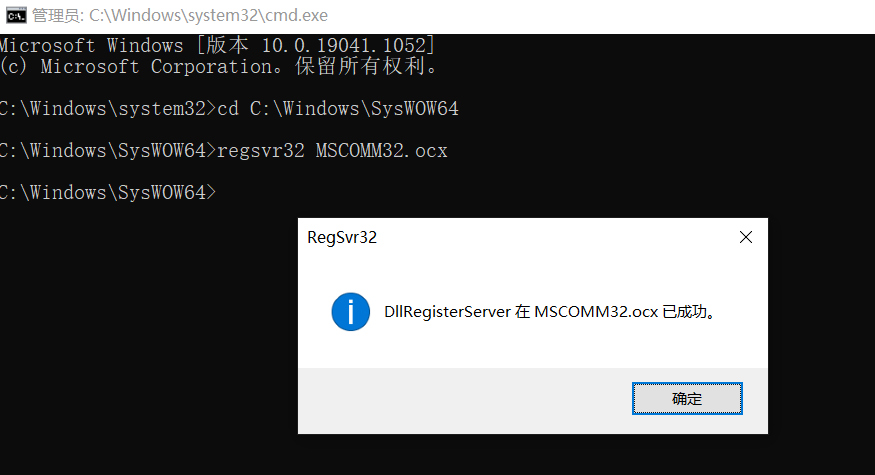 管理员: C:\Windows\system32\cmd.exe
Microsoft Windows [版本 10.0.19041.1052]
(c) Microsoft Corporation。保留所有权利。
C:\Windows\system32>cd C:\Windows\SysWOW64
C:\Windows\SysWOW64>regsvr32 MSCOMM32.ocx
C:\Windows\SysWOW64>
RegSvr32
DllRegisterServer 在 MSCOMM32.ocx 已成功。
确定